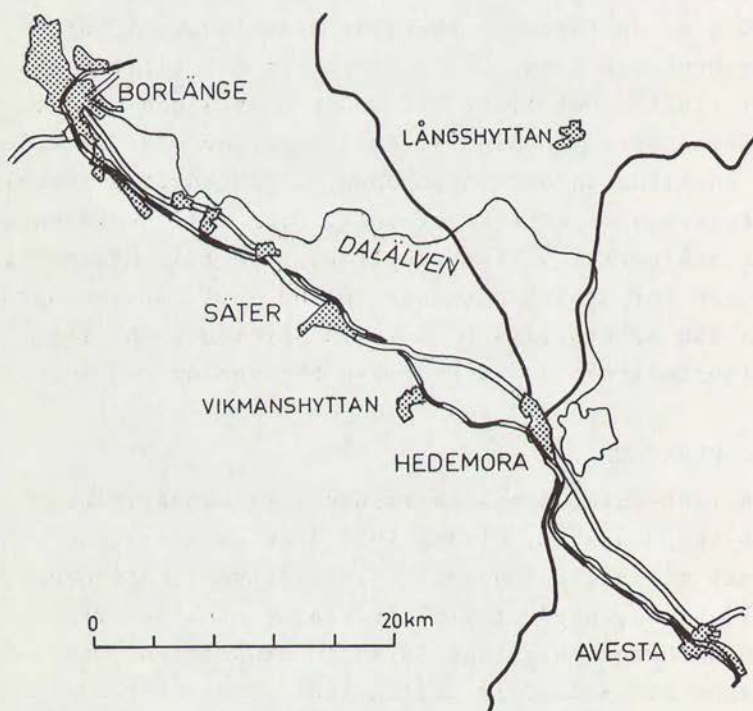 BORLÄNGE
LÅNGSHYTTAN
DALÄLVEN
SÄTER
VIKMANSHYTTAN
HEDEMORA
0 20km
AVESTA